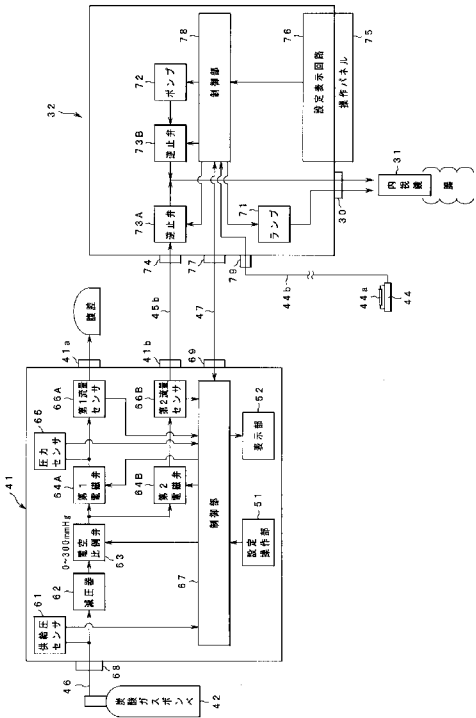 41
61
供給圧
センサ
46
68
炭酸ガスボンベ
42
62
減圧器
0~300mmHg
電空
比例弁
63
64A
第1
電磁弁
65
圧力
センサ
66A
第1流量
センサ
41a
腹腔
64B
第2
電磁弁
66B
第2流量
センサ
41b
制御部
67
69
設定
操作部
51
表示部
52
45b
47
32
74
73A
逆止弁
73B
逆止弁
72
ポンプ
77
制御部
78
79
71
ランプ
設定表示回路
76
操作パネル
75
30
内視鏡
31
腸
44b
44a
44